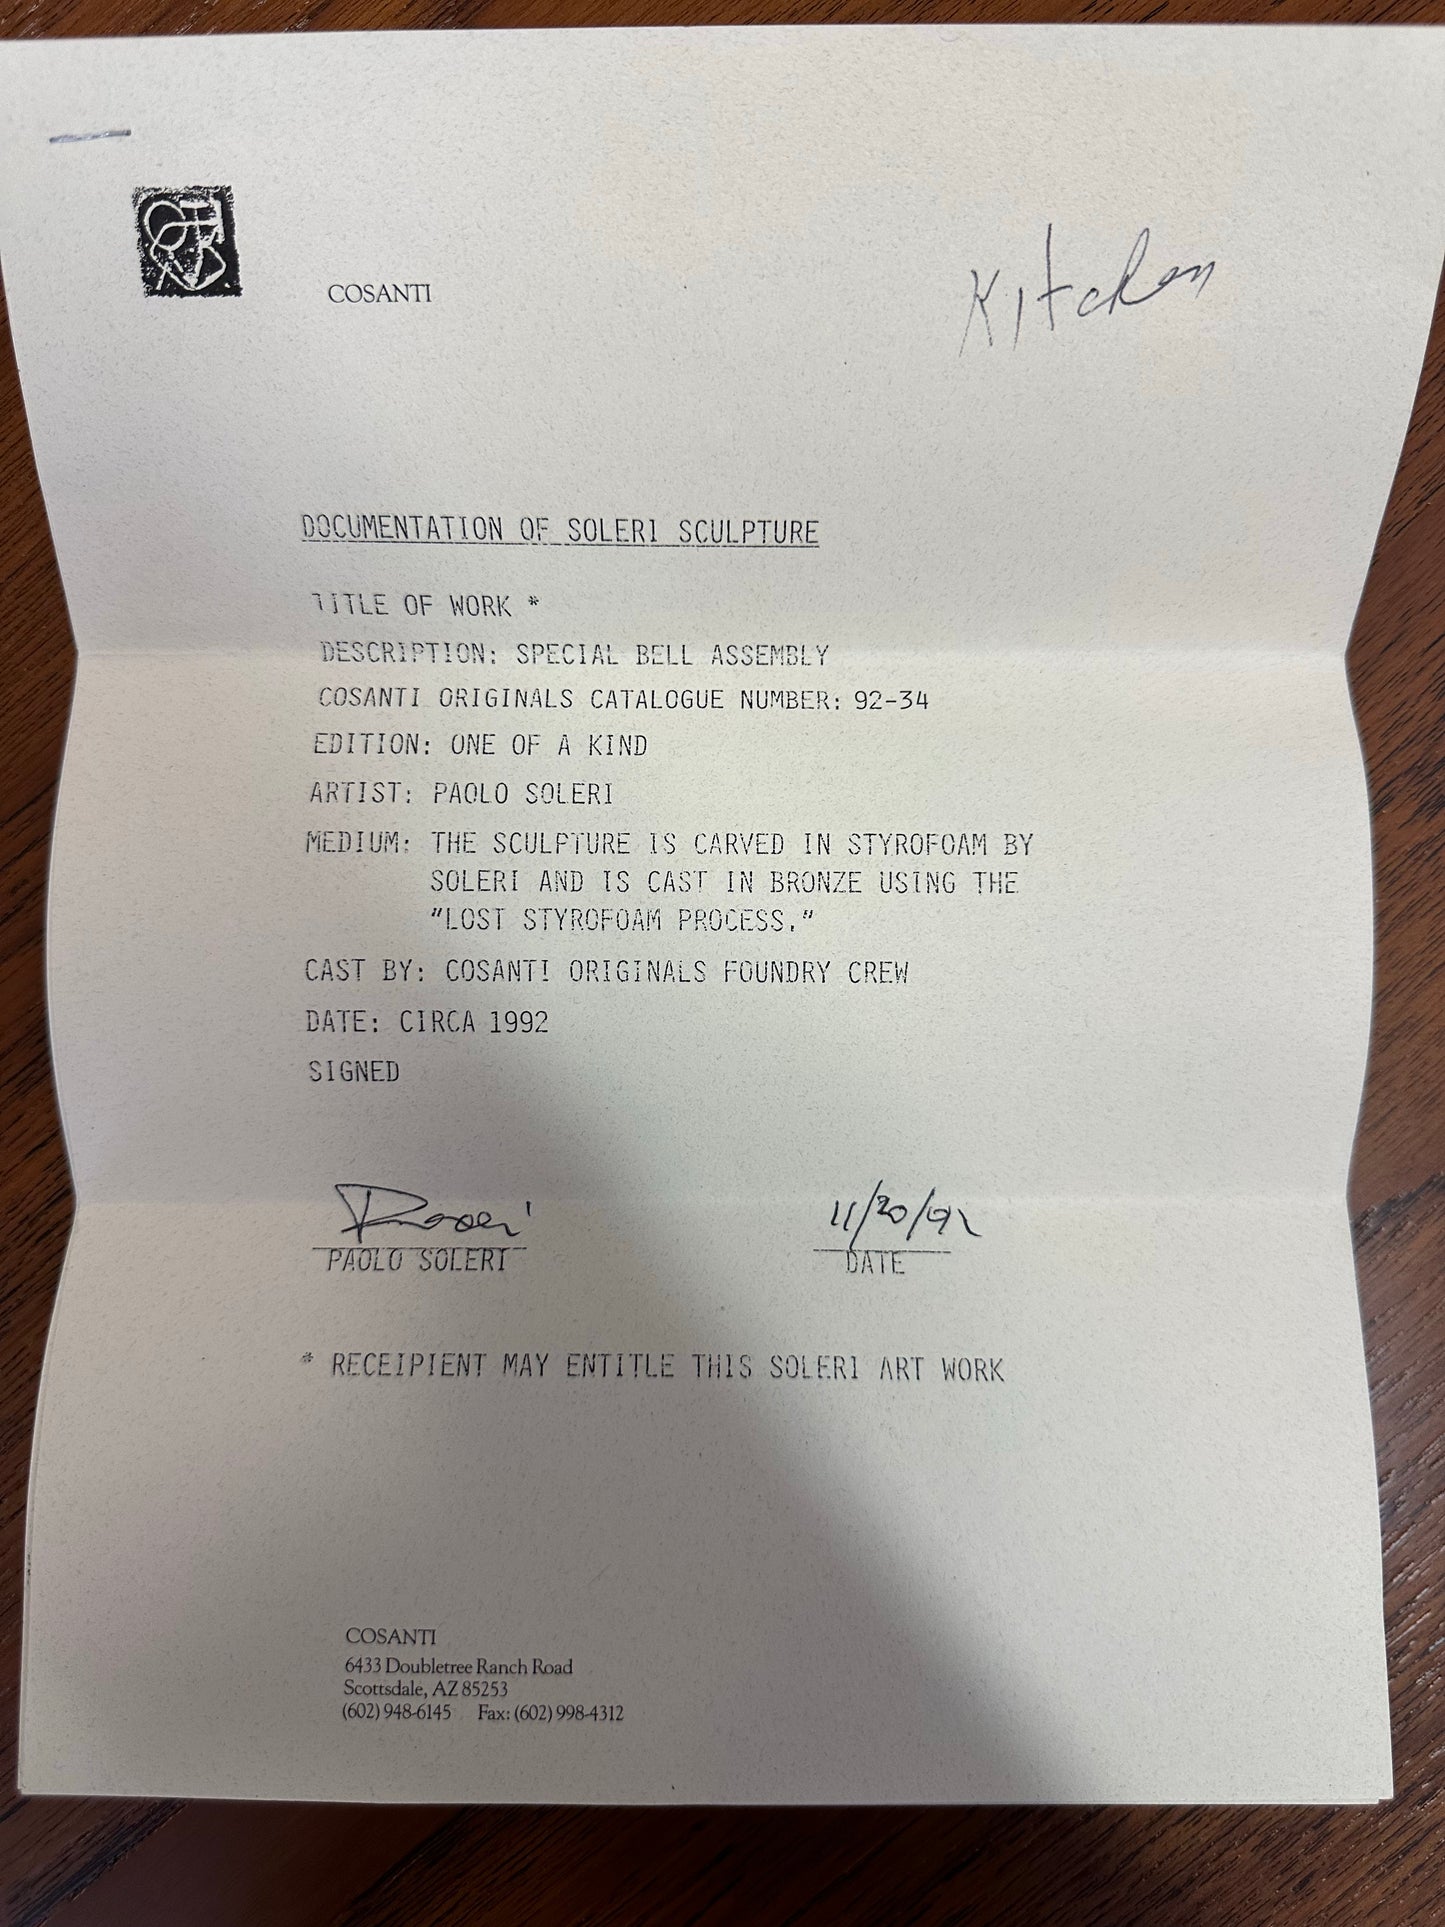 COSANTI
Kitchen
DOCUMENTATION OF SOLERI SCULPTURE
TITLE OF WORK *
DESCRIPTION: SPECIAL BELL ASSEMBLY
COSANTI ORIGINALS CATALOGUE NUMBER: 92-34
EDITION: ONE OF A KIND
ARTIST: PAOLO SOLERI
MEDIUM: THE SCULPTURE IS CARVED IN STYROFOAM BY
SOLERI AND IS CAST IN BRONZE USING THE
"LOST STYROFOAM PROCESS."
CAST BY: COSANTI ORIGINALS FOUNDRY CREW
DATE: CIRCA 1992
SIGNED
11/20/92
PAOLO SOLERI DATE
* RECEIPIENT MAY ENTITLE THIS SOLERI ART WORK
COSANTI
6433 Doubletree Ranch Road
Scottsdale, AZ 85253
(602) 948-6145 Fax: (602) 998-4312